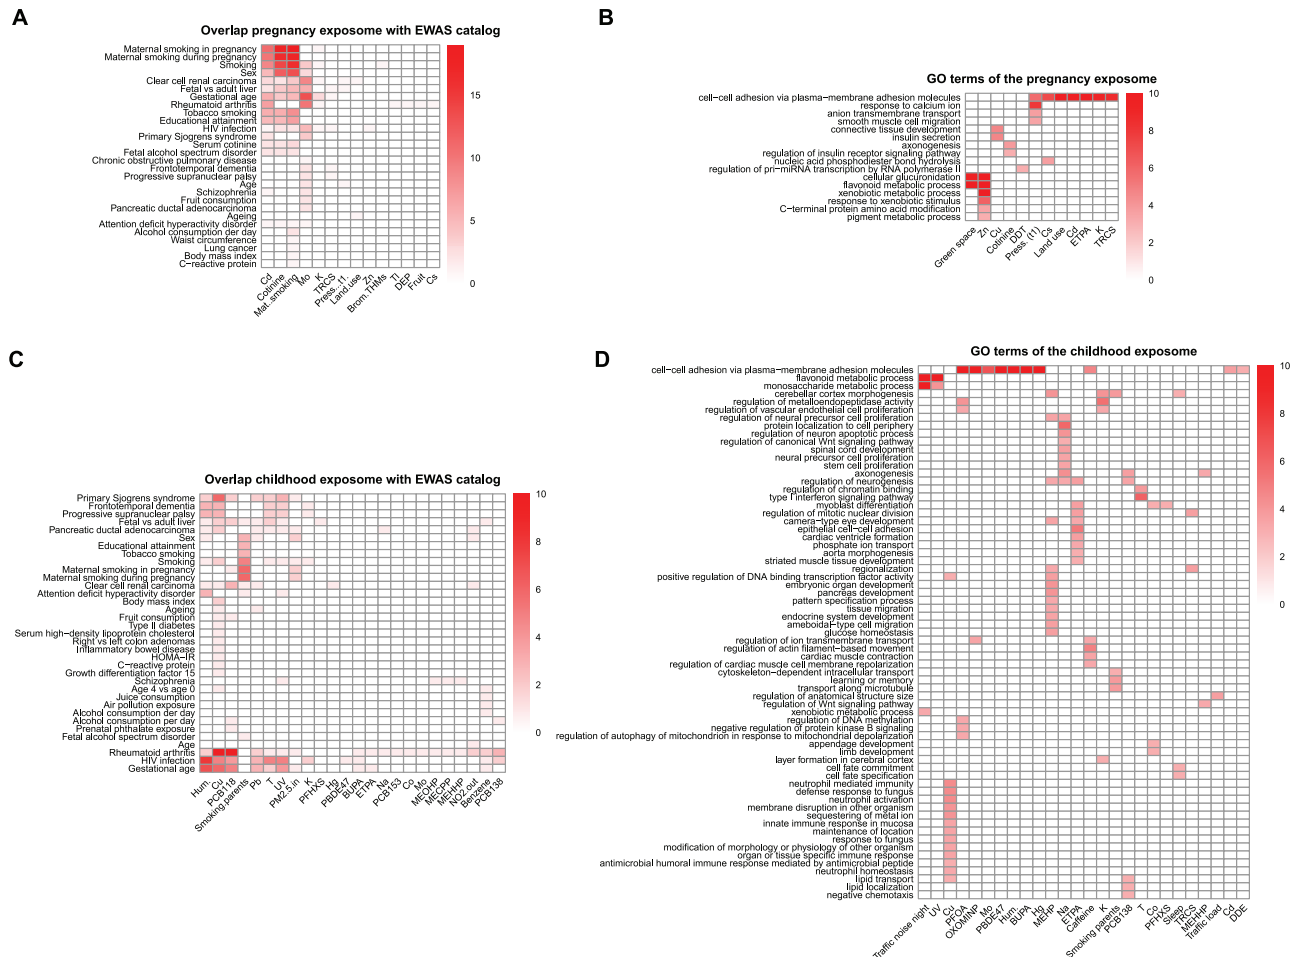 A
Overlap pregnancy exposome with EWAS catalog
Maternal smoking in pregnancy
Maternal smoking during pregnancy
Smoking
Sex
Clear cell renal carcinoma
Fetal vs adult liver
Gestational age
Rheumatoid arthritis
Tobacco smoking
Educational attainment
HIV infection
Primary Sjogrens syndrome
Serum cotinine
Fetal alcohol spectrum disorder
Chronic obstructive pulmonary disease
Frontotemporal dementia
Progressive supranuclear palsy
Age
Schizophrenia
Fruit consumption
Pancreatic ductal adenocarcinoma
Ageing
Attention deficit hyperactivity disorder
Alcohol consumption per day
Waist circumference
Lung cancer
Body mass index
C−reactive protein
Cd
Cotinine
Mat..smoking
Mo
K
TRCS
Press...t1.
Land.use
Zn
Brom.THMs
Tl
DEP
Fruit
Cs
15
10
5
0
B
GO terms of the pregnancy exposome
cell−cell adhesion via plasma−membrane adhesion molecules
response to calcium ion
anion transmembrane transport
smooth muscle cell migration
connective tissue development
insulin secretion
axonogenesis
regulation of insulin receptor signaling pathway
nucleic acid phosphodiester bond hydrolysis
regulation of pri−miRNA transcription by RNA polymerase II
cellular glucuronidation
flavonoid metabolic process
xenobiotic metabolic process
response to xenobiotic stimulus
C−terminal protein amino acid modification
pigment metabolic process
Green space
Zn
Cu
Cotinine
DDT
Press. (t1)
Cs
Land use
Cd
ETPA
K
TRCS
10
8
6
4
2
0
C
Overlap childhood exposome with EWAS catalog
Primary Sjogrens syndrome
Frontotemporal dementia
Progressive supranuclear palsy
Fetal vs adult liver
Pancreatic ductal adenocarcinoma
Sex
Educational attainment
Tobacco smoking
Smoking
Maternal smoking in pregnancy
Maternal smoking during pregnancy
Clear cell renal carcinoma
Attention deficit hyperactivity disorder
Body mass index
Ageing
Fruit consumption
Type II diabetes
Serum high−density lipoprotein cholesterol
Right vs left colon adenomas
Inflammatory bowel disease
HOMA−IR
C−reactive protein
Growth differentiation factor 15
Schizophrenia
Age 4 vs age 0
Juice consumption
Air pollution exposure
Alcohol consumption per day
Alcohol consumption per day
Prenatal phthalate exposure
Fetal alcohol spectrum disorder
Age
Rheumatoid arthritis
HIV infection
Gestational age
Hum.
Cu
PCB118
Smoking.parents
Pb
T
UV
PM2.5.in
K
PFHXS
Hg
PBDE47
BUPA
ETPA
Na
PCB153
Co
Mo
MEOHP
MECPP
MEHHP
NO2.out
Benzene
PCB138
10
8
6
4
2
0
D
GO terms of the childhood exposome
cell−cell adhesion via plasma−membrane adhesion molecules
flavonoid metabolic process
monosaccharide metabolic process
cerebellar cortex morphogenesis
regulation of metalloendopeptidase activity
regulation of vascular endothelial cell proliferation
regulation of neural precursor cell proliferation
protein localization to cell periphery
regulation of neuron apoptotic process
regulation of canonical Wnt signaling pathway
spinal cord development
neural precursor cell proliferation
stem cell proliferation
axonogenesis
regulation of neurogenesis
regulation of chromatin binding
type I interferon signaling pathway
myoblast differentiation
regulation of mitotic nuclear division
camera−type eye development
epithelial cell−cell adhesion
cardiac ventricle formation
phosphate ion transport
aorta morphogenesis
striated muscle tissue development
regionalization
positive regulation of DNA binding transcription factor activity
embryonic organ development
pancreas development
pattern specification process
tissue migration
endocrine system development
ameboidal−type cell migration
glucose homeostasis
regulation of ion transmembrane transport
regulation of actin filament−based movement
cardiac muscle contraction
regulation of cardiac muscle cell membrane repolarization
cytoskeleton−dependent intracellular transport
learning or memory
transport along microtubule
regulation of anatomical structure size
regulation of Wnt signaling pathway
xenobiotic metabolic process
regulation of DNA methylation
negative regulation of protein kinase B signaling
regulation of autophagy of mitochondrion in response to mitochondrial depolarization
appendage development
limb development
layer formation in cerebral cortex
cell fate commitment
cell fate specification
neutrophil mediated immunity
defense response to fungus
neutrophil activation
membrane disruption in other organism
sequestering of metal ion
innate immune response in mucosa
maintenance of location
response to fungus
modification of morphology or physiology of other organism
organ or tissue specific immune response
antimicrobial humoral immune response mediated by antimicrobial peptide
neutrophil homeostasis
lipid transport
lipid localization
negative chemotaxis
Traffic noise night
UV
Cu
PFOA
OXOMINP
Mo
PBDE47
Hum.
BUPA
Hg
MEHP
Na
ETPA
Caffeine
K
Smoking parents
PCB138
T
Co
PFHXS
Sleep
TRCS
MEHHP
Traffic load
Cd
DDE
10
8
6
4
2
0